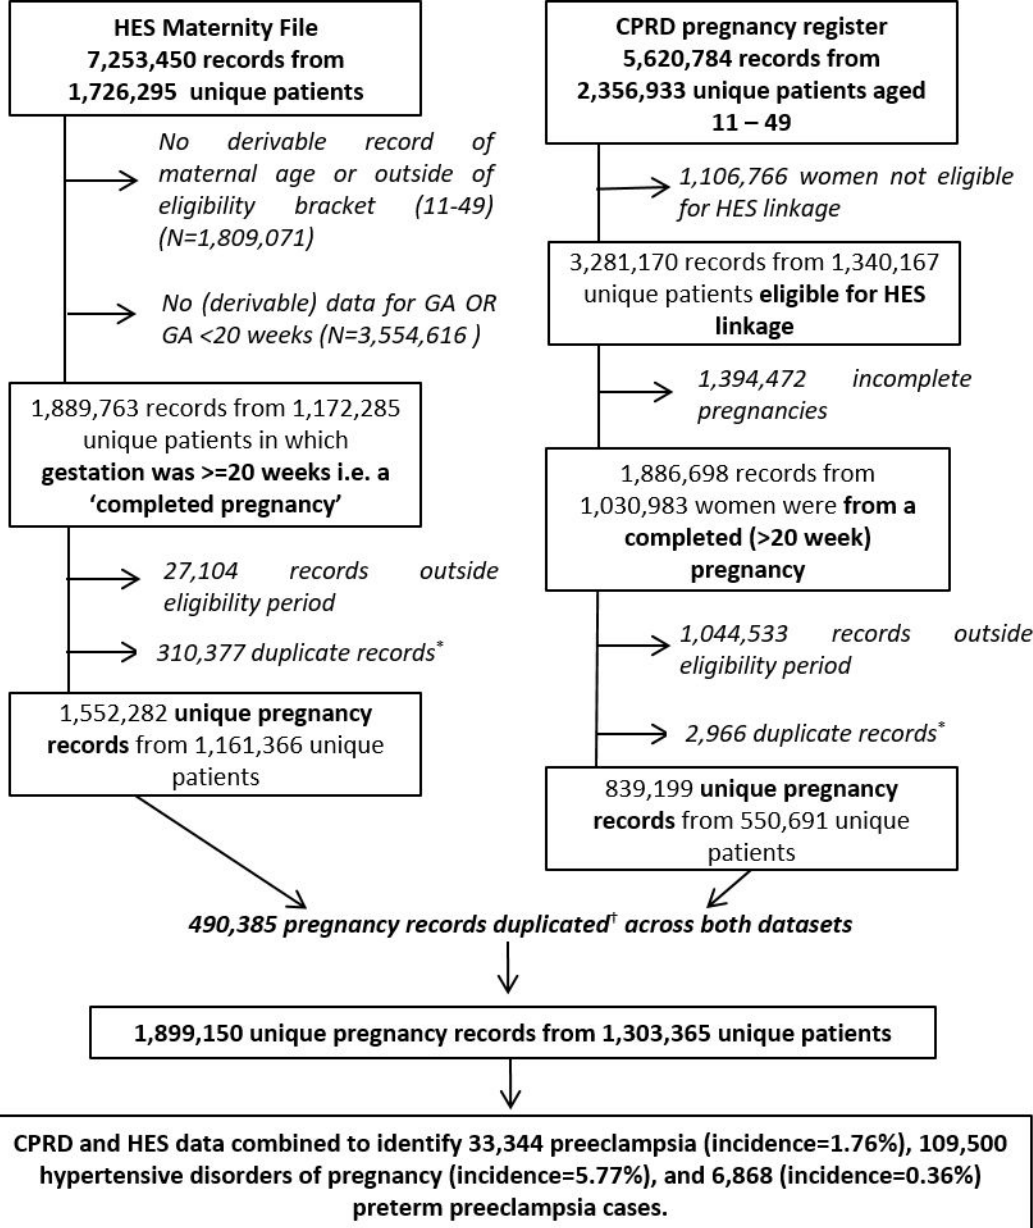 HES Maternity File
7,253,450 records from
1,726,295 unique patients
No derivable record of
maternal age or outside of
eligibility bracket (11-49)
(N=1,809,071)
No (derivable) data for GA OR
GA <20 weeks (N=3,554,616 )
1,889,763 records from 1,172,285
unique patients in which
gestation was >=20 weeks i.e. a
‘completed pregnancy’
27,104 records outside
eligibility period
310,377 duplicate records*
1,552,282 unique pregnancy
records from 1,161,366 unique
patients
CPRD pregnancy register
5,620,784 records from
2,356,933 unique patients aged
11 – 49
1,106,766 women not eligible
for HES linkage
3,281,170 records from 1,340,167
unique patients eligible for HES
linkage
1,394,472 incomplete
pregnancies
1,886,698 records from
1,030,983 women were from a
completed (>20 week)
pregnancy
1,044,533 records outside
eligibility period
2,966 duplicate records*
839,199 unique pregnancy
records from 550,691 unique
patients
490,385 pregnancy records duplicated† across both datasets
1,899,150 unique pregnancy records from 1,303,365 unique patients
CPRD and HES data combined to identify 33,344 preeclampsia (incidence=1.76%), 109,500
hypertensive disorders of pregnancy (incidence=5.77%), and 6,868 (incidence=0.36%)
preterm preeclampsia cases.